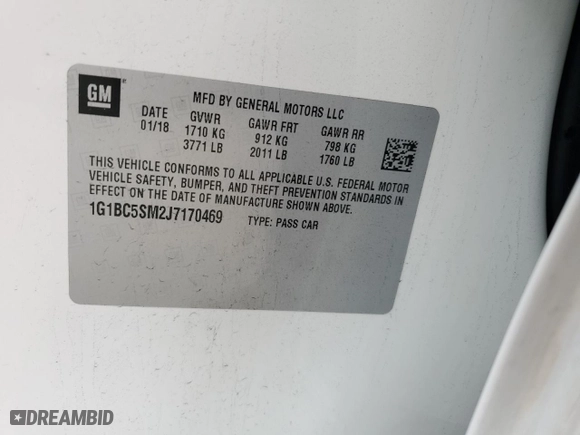 GM
MFD BY GENERAL MOTORS LLC
DATE GVWR GAWR FRT GAWR RR
01/18 1710 KG 912 KG 798 KG
3771 LB 2011 LB 1760 LB
THIS VEHICLE CONFORMS TO ALL APPLICABLE U.S. FEDERAL MOTOR
VEHICLE SAFETY, BUMPER, AND THEFT PREVENTION STANDARDS IN
EFFECT ON THE DATE OF MANUFACTURE SHOWN ABOVE.
1G1BC5SM2J7170469 TYPE: PASS CAR
DREAMBID